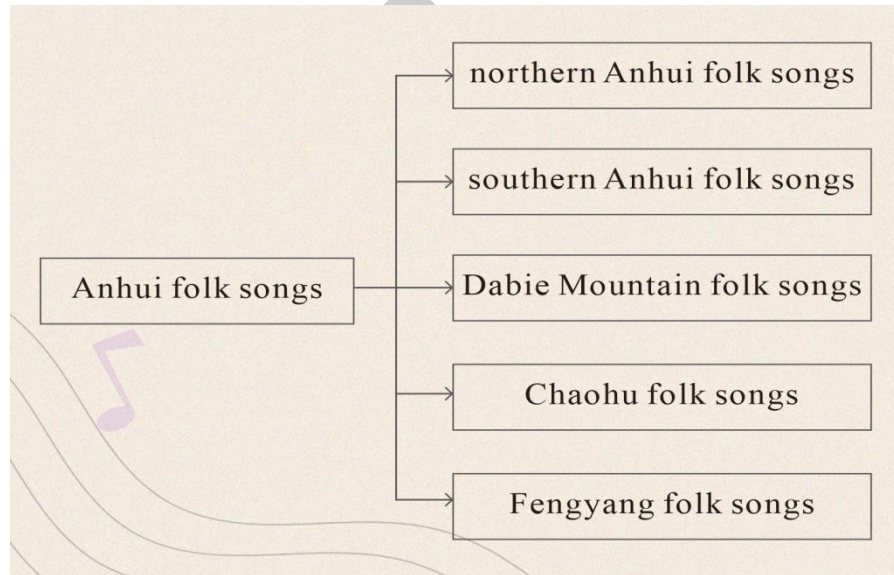 northern Anhui folk songs
southern Anhui folk songs
Anhui folk songs
Dabie Mountain folk songs
Chaohu folk songs
Fengyang folk songs